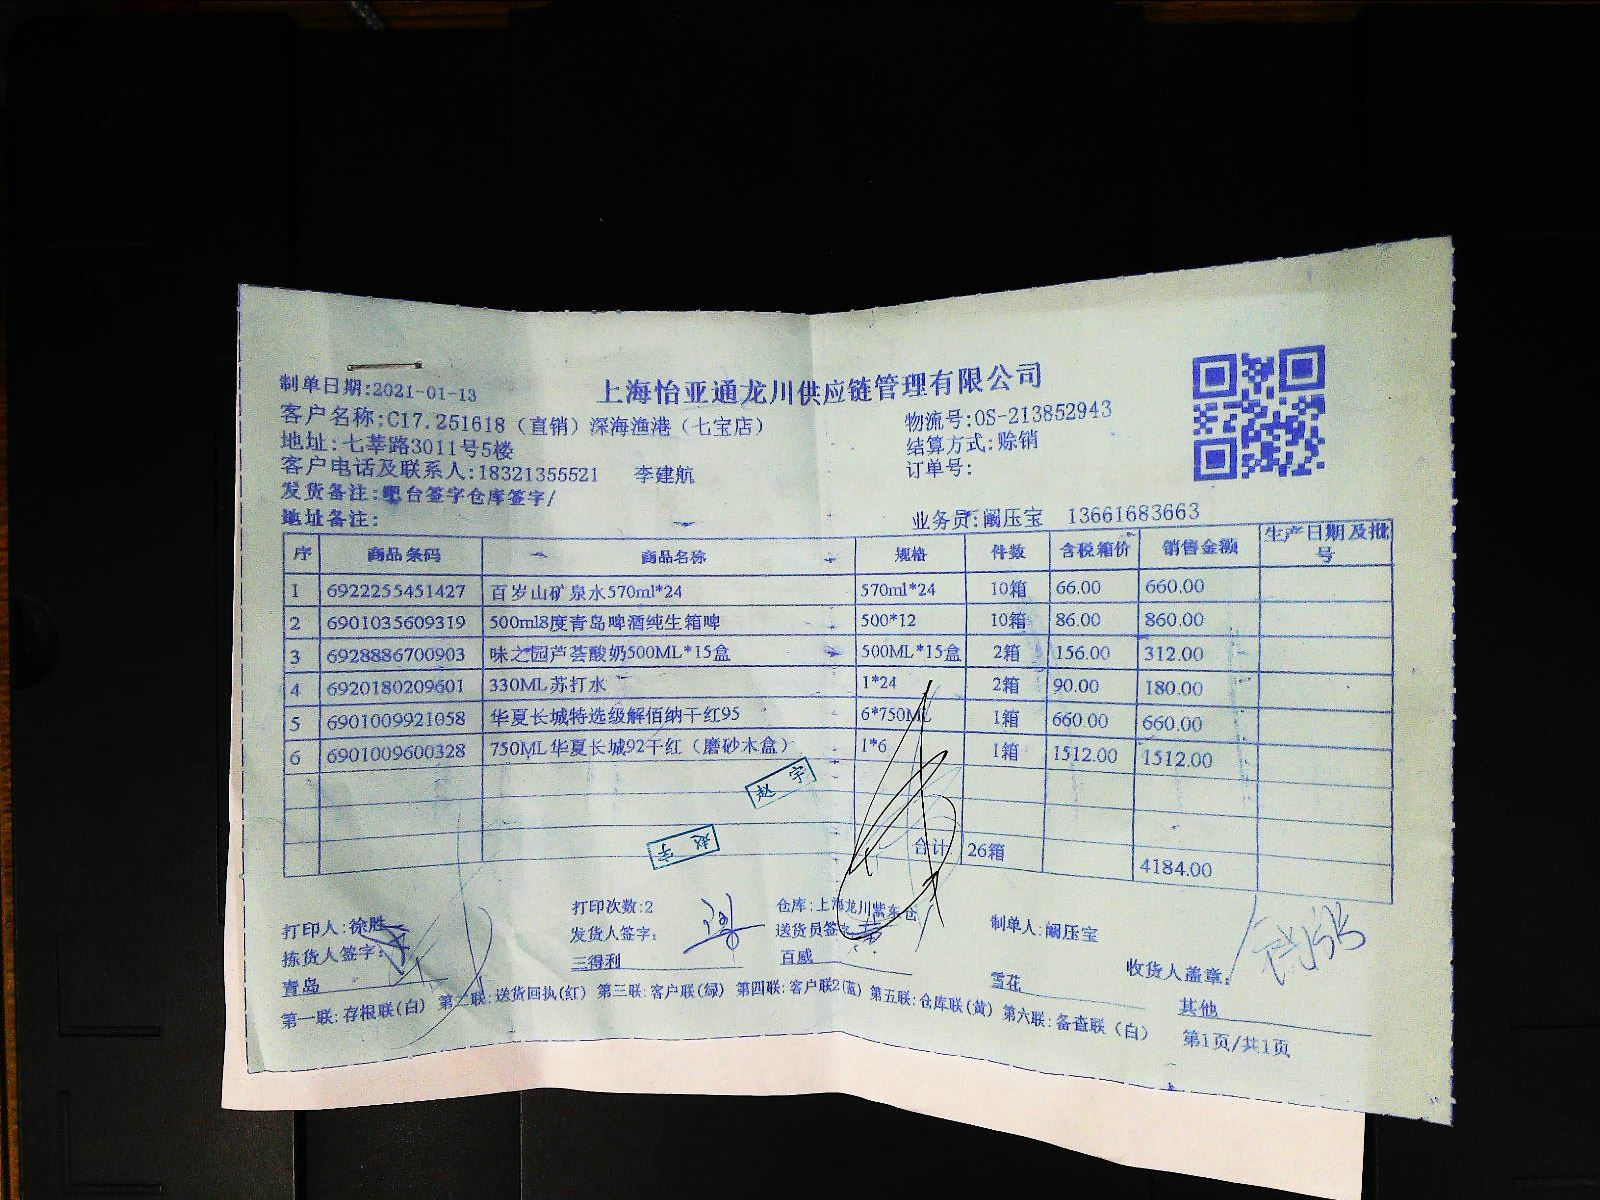 制单日期:2021-01-13
上海怡亚通龙川供应链管理有限公司
客户名称:C17.251618（直销）深海渔港（七宝店）
物流号:OS-213852943
地址:七莘路3011号5楼
结算方式:赊销
客户电话及联系人:18321355521 李建航
订单号:
发货备注:吧台签字仓库签字/
地址备注:
业务员:阚压宝 13661683663
序 商品条码 商品名称 规格 件数 含税箱价 销售金额 生产日期及批号
1 6922255451427 百岁山矿泉水570ml*24 570ml*24 10箱 66.00 660.00
2 6901035609319 500ml8度青岛啤酒纯生箱啤 500*12 10箱 86.00 860.00
3 6928886700903 味之园芦荟酸奶500ML*15盒 500ML*15盒 2箱 156.00 312.00
4 6920180209601 330ML苏打水 1*24 2箱 90.00 180.00
5 6901009921058 华夏长城特选级解佰纳干红95 6*750ML 1箱 660.00 660.00
6 6901009600328 750ML华夏长城92干红（磨砂木盒） 1*6 1箱 1512.00 1512.00
赵宇
赵宇
合计 26箱 4184.00
打印人:徐胜 打印次数:2 仓库:上海龙川紫东仓 制单人:阚压宝
拣货人签字: 发货人签字: 送货员签字: 收货人盖章:
青岛 三得利 百威 雪花 其他
第一联:存根联(白) 第二联:送货回执(红) 第三联:客户联(绿) 第四联:客户联2(蓝) 第五联:仓库联(黄) 第六联:备查联（白）
第1页/共1页